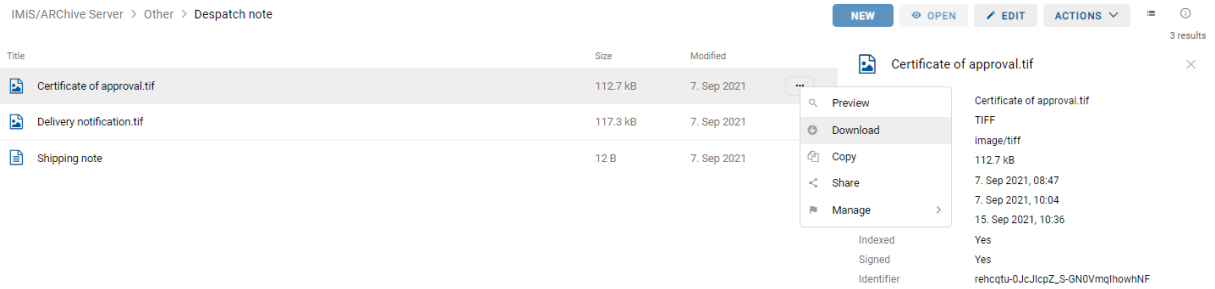 IMiS/ARChive Server > Other > Despatch note
NEW OPEN EDIT ACTIONS
3 results
Title Size Modified
Certificate of approval.tif 112.7 kB 7. Sep 2021 ...
Delivery notification.tif 117.3 kB 7. Sep 2021
Shipping note 12 B 7. Sep 2021
Preview
Download
Copy
Share
Manage >
Certificate of approval.tif
Certificate of approval.tif
TIFF
image/tiff
112.7 kB
7. Sep 2021, 08:47
7. Sep 2021, 10:04
15. Sep 2021, 10:36
Indexed Yes
Signed Yes
Identifier rehcqtu-0JcJIcpZ_S-GN0VmqIhowhNF